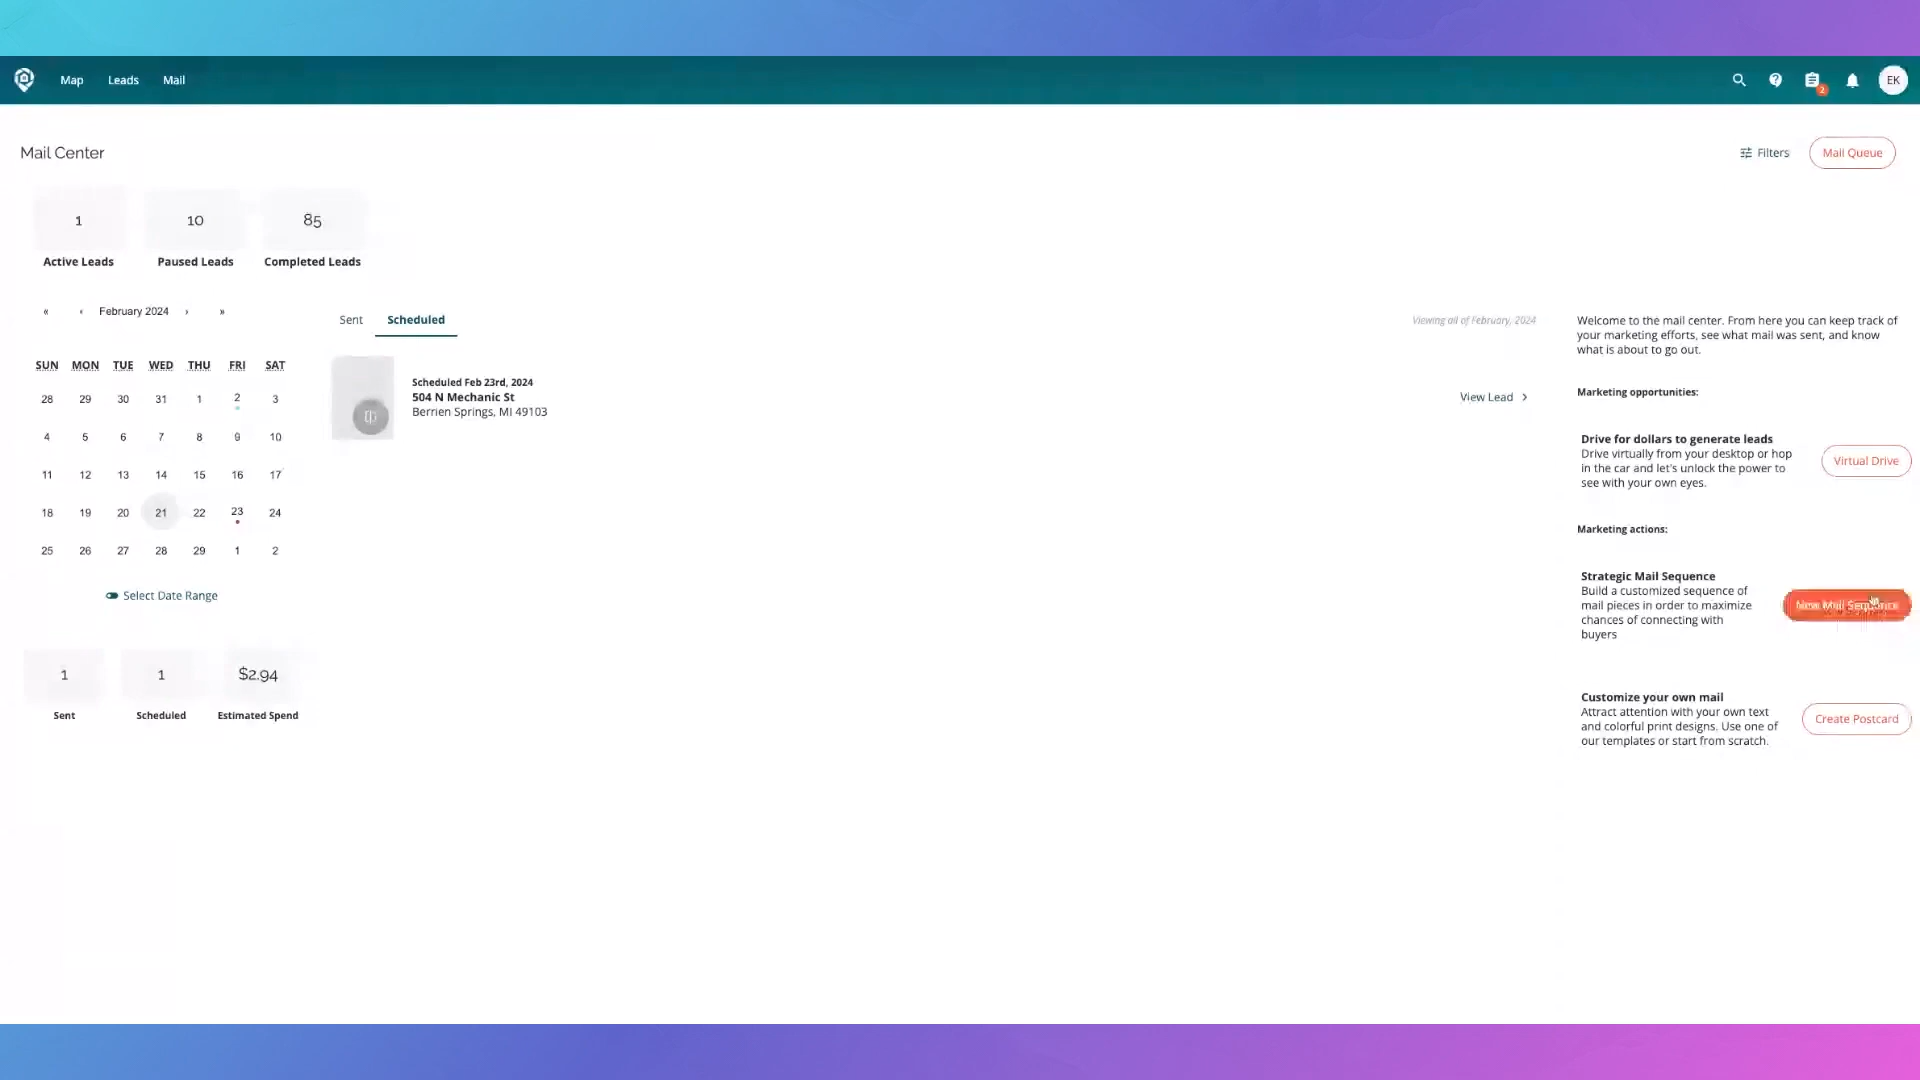 Map Leads Mail
2 EK
Mail Center
Filters Mail Queue
1 10 85
Active Leads Paused Leads Completed Leads
« ‹ February 2024 › »
Sent Scheduled
Viewing all of February, 2024
SUN MON TUE WED THU FRI SAT
28 29 30 31 1 2 3
4 5 6 7 8 9 10
11 12 13 14 15 16 17
18 19 20 21 22 23 24
25 26 27 28 29 1 2
Select Date Range
1 1 $2.94
Sent Scheduled Estimated Spend
Scheduled Feb 23rd, 2024
504 N Mechanic St
Berrien Springs, MI 49103
View Lead ›
Welcome to the mail center. From here you can keep track of
your marketing efforts, see what mail was sent, and know
what is about to go out.
Marketing opportunities:
Drive for dollars to generate leads
Drive virtually from your desktop or hop
in the car and let's unlock the power to
see with your own eyes.
Virtual Drive
Marketing actions:
Strategic Mail Sequence
Build a customized sequence of
mail pieces in order to maximize
chances of connecting with
buyers
New Mail Sequence
Customize your own mail
Attract attention with your own text
and colorful print designs. Use one of
our templates or start from scratch.
Create Postcard